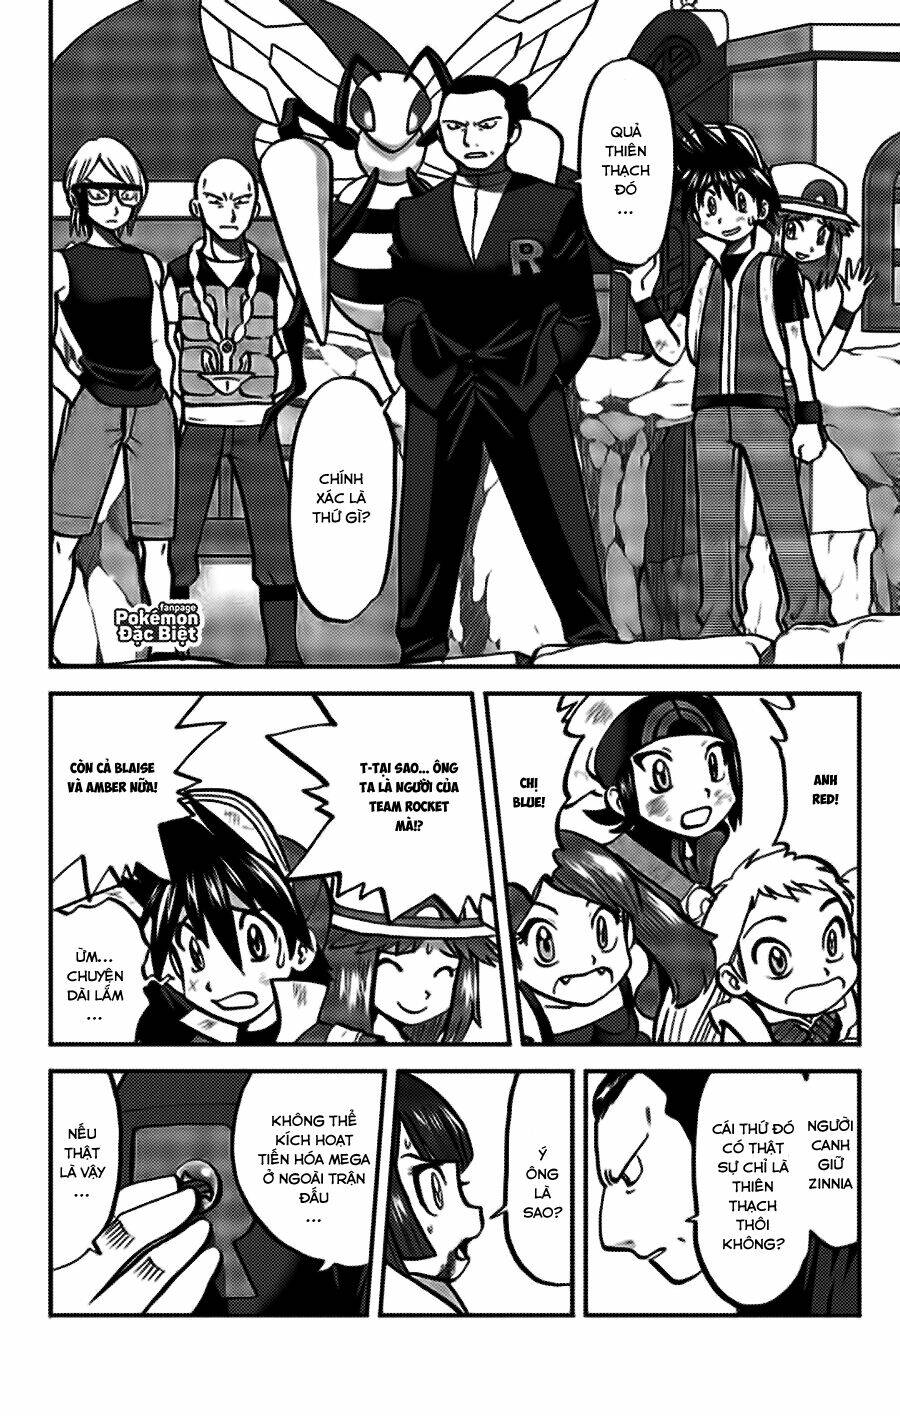 QUẢ
THIÊN
THẠCH
ĐÓ
...
R
CHÍNH
XÁC LÀ
THỨ GÌ?
fanpage
Pokémon
Đặc Biệt
ANH
RED!
CHỊ
BLUE!
T-TẠI SAO... ÔNG
TA LÀ NGƯỜI CỦA
TEAM ROCKET
MÀ!?
CÒN CẢ BLAISE
VÀ AMBER NỮA!
ỪM...
CHUYỆN
DÀI LẮM
...
NGƯỜI
CANH
GIỮ
ZINNIA
CÁI THỨ ĐÓ
CÓ THẬT
SỰ CHỈ LÀ
THIÊN
THẠCH
THÔI
KHÔNG?
Ý
ÔNG
LÀ
SAO?
KHÔNG THỂ
KÍCH HOẠT
TIẾN HÓA MEGA
Ở NGOÀI TRẬN
ĐẤU
...
NẾU
THẬT
LÀ VẬY
...